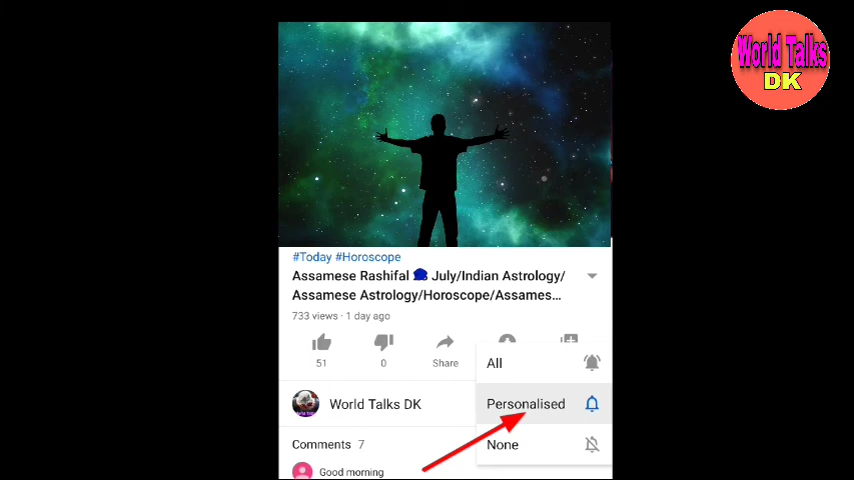 World Talks
DK
#Today #Horoscope
Assamese Rashifal July/Indian Astrology/
Assamese Astrology/Horoscope/Assames...
733 views · 1 day ago
51
0
Share
All
Personalised
None
World Talks DK
Comments 7
Good morning